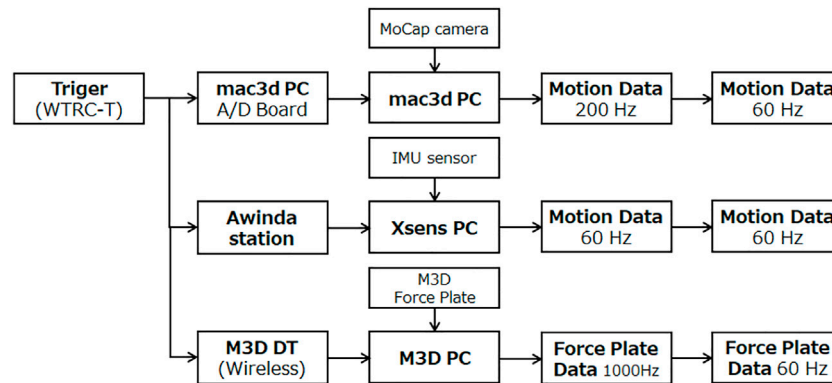 MoCap camera
Triger
(WTRC-T)
mac3d PC
A/D Board
mac3d PC
Motion Data
200 Hz
Motion Data
60 Hz
IMU sensor
Awinda
station
Xsens PC
Motion Data
60 Hz
Motion Data
60 Hz
M3D
Force Plate
M3D DT
(Wireless)
M3D PC
Force Plate
Data 1000Hz
Force Plate
Data 60 Hz